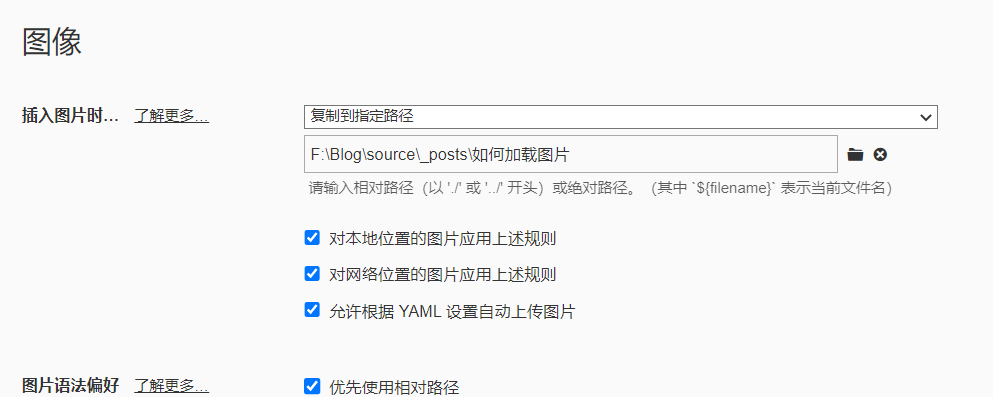 图像
插入图片时... 了解更多... 复制到指定路径
F:\Blog\source\_posts\如何加载图片
请输入相对路径（以 './' 或 '../' 开头）或绝对路径。（其中 `${filename}` 表示当前文件名）
对本地位置的图片应用上述规则
对网络位置的图片应用上述规则
允许根据 YAML 设置自动上传图片
图片语法偏好 了解更多... 优先使用相对路径